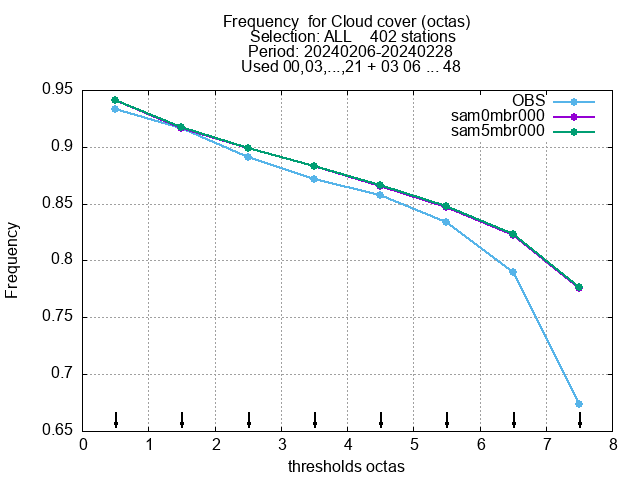 Frequency  for Cloud cover (octas)
Selection: ALL    402 stations
Period: 20240206-20240228
Used 00,03,...,21 + 03 06 ... 48
OBS
sam0mbr000
sam5mbr000
0.95
0.9
0.85
0.8
0.75
0.7
0.65
Frequency
0 1 2 3 4 5 6 7 8
thresholds octas